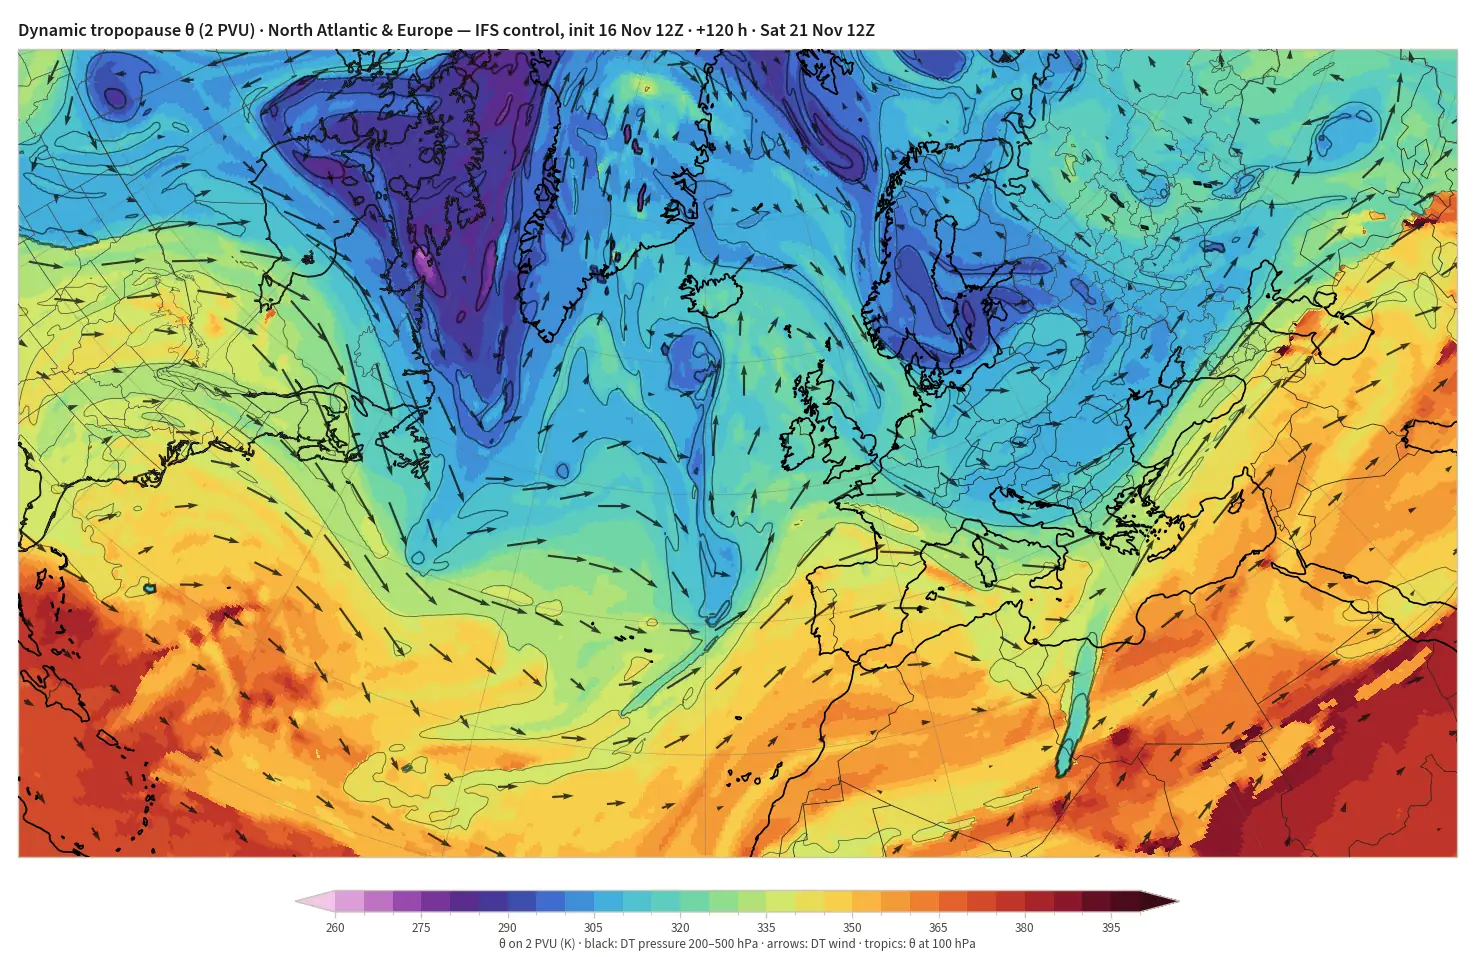 Dynamic tropopause θ (2 PVU) · North Atlantic & Europe — IFS control, init 16 Nov 12Z · +120 h · Sat 21 Nov 12Z
260 275 290 305 320 335 350 365 380 395
θ on 2 PVU (K) · black: DT pressure 200–500 hPa · arrows: DT wind · tropics: θ at 100 hPa